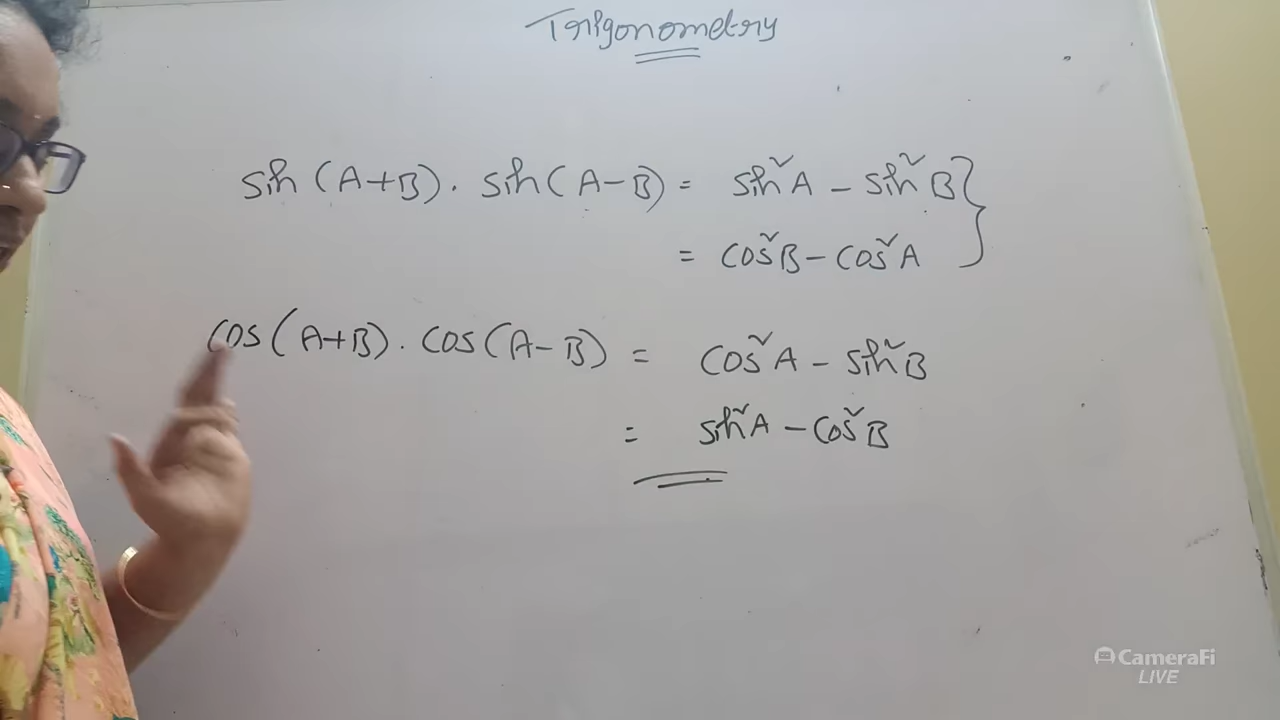 Trigonometry
sin (A+B). sin(A-B) = sin²A - sin²B}
= cos²B - cos²A
cos(A+B). cos(A-B) = cos²A - sin²B
= sin²A - cos²B
CameraFi
LIVE